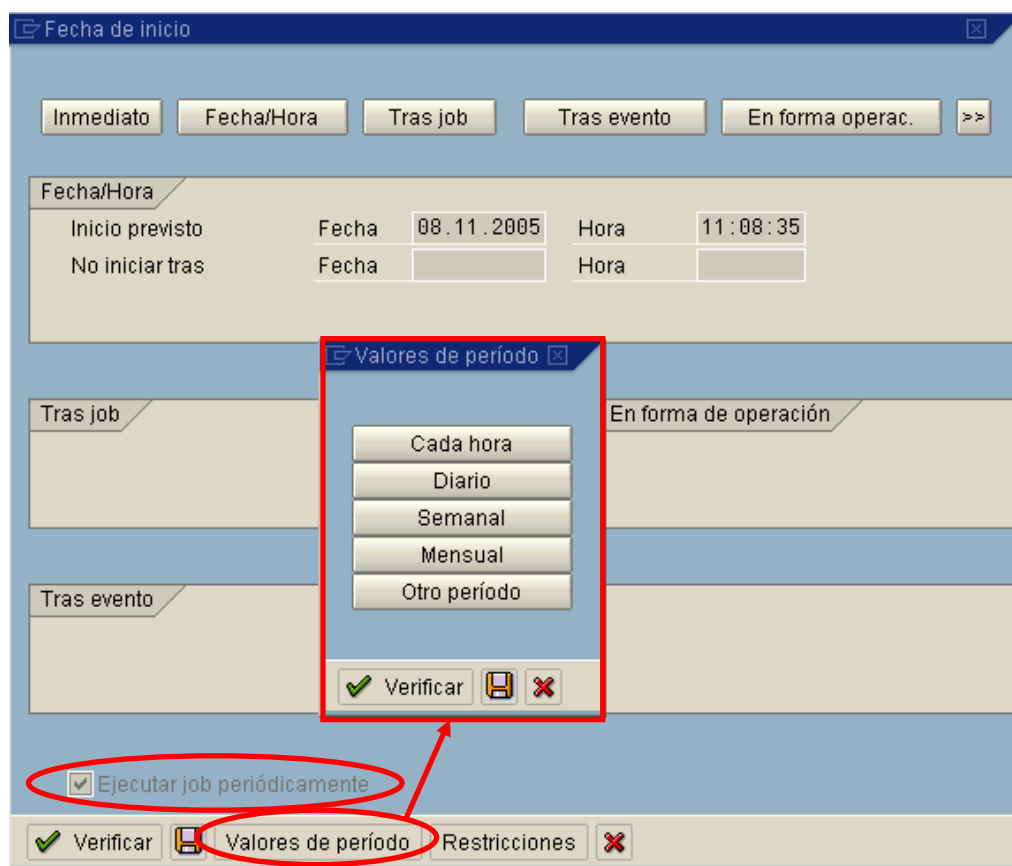 Fecha de inicio
Inmediato Fecha/Hora Tras job Tras evento En forma operac. >>
Fecha/Hora
Inicio previsto Fecha 08.11.2005 Hora 11:08:35
No iniciar tras Fecha Hora
Valores de período
Tras job En forma de operación
Cada hora
Diario
Semanal
Mensual
Otro período
Tras evento
Verificar
Ejecutar job periódicamente
Verificar Valores de período Restricciones